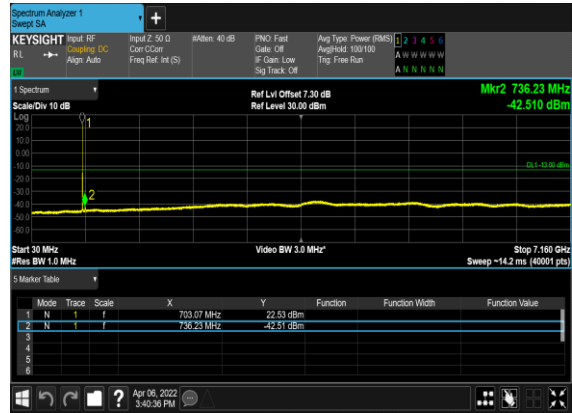 Spectrum Analyzer 1
Swept SA
+
KEYSIGHT Input: RF Input Z: 50 Ω #Atten: 40 dB PNO: Fast Avg Type: Power (RMS) 1 2 3 4 5 6
RL Coupling: DC Corr CCorr Gate: Off Avg|Hold: 100/100 A W W W W W
Align: Auto Freq Ref: Int (S) IF Gain: Low Trig: Free Run
Sig Track: Off A N N N N N
1 Spectrum Ref Lvl Offset 7.30 dB Mkr2 736.23 MHz
Scale/Div 10 dB Ref Level 30.00 dBm -42.510 dBm
Log
20.0
10.0
0.00
-10.0
-20.0
-30.0
-40.0
-50.0
-60.0
1
2
DL1 -13.00 dBm
Start 30 MHz Video BW 3.0 MHz* Stop 7.160 GHz
#Res BW 1.0 MHz Sweep ~14.2 ms (40001 pts)
5 Marker Table
Mode Trace Scale X Y Function Function Width Function Value
1 N 1 f 703.07 MHz 22.53 dBm
2 N 1 f 736.23 MHz -42.51 dBm
3
4
5
6
? Apr 06, 2022
3:40:36 PM